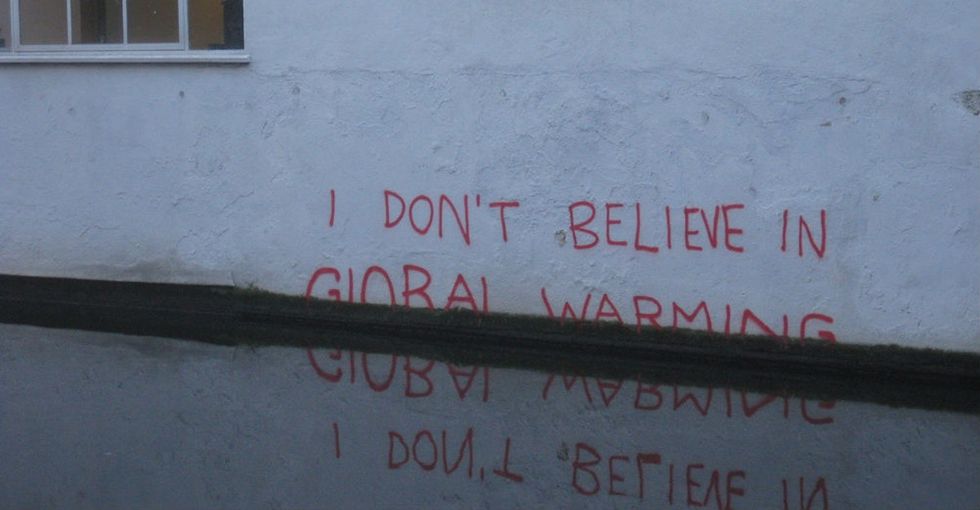 I DON'T BELIEVE IN
GLOBAL WARMING